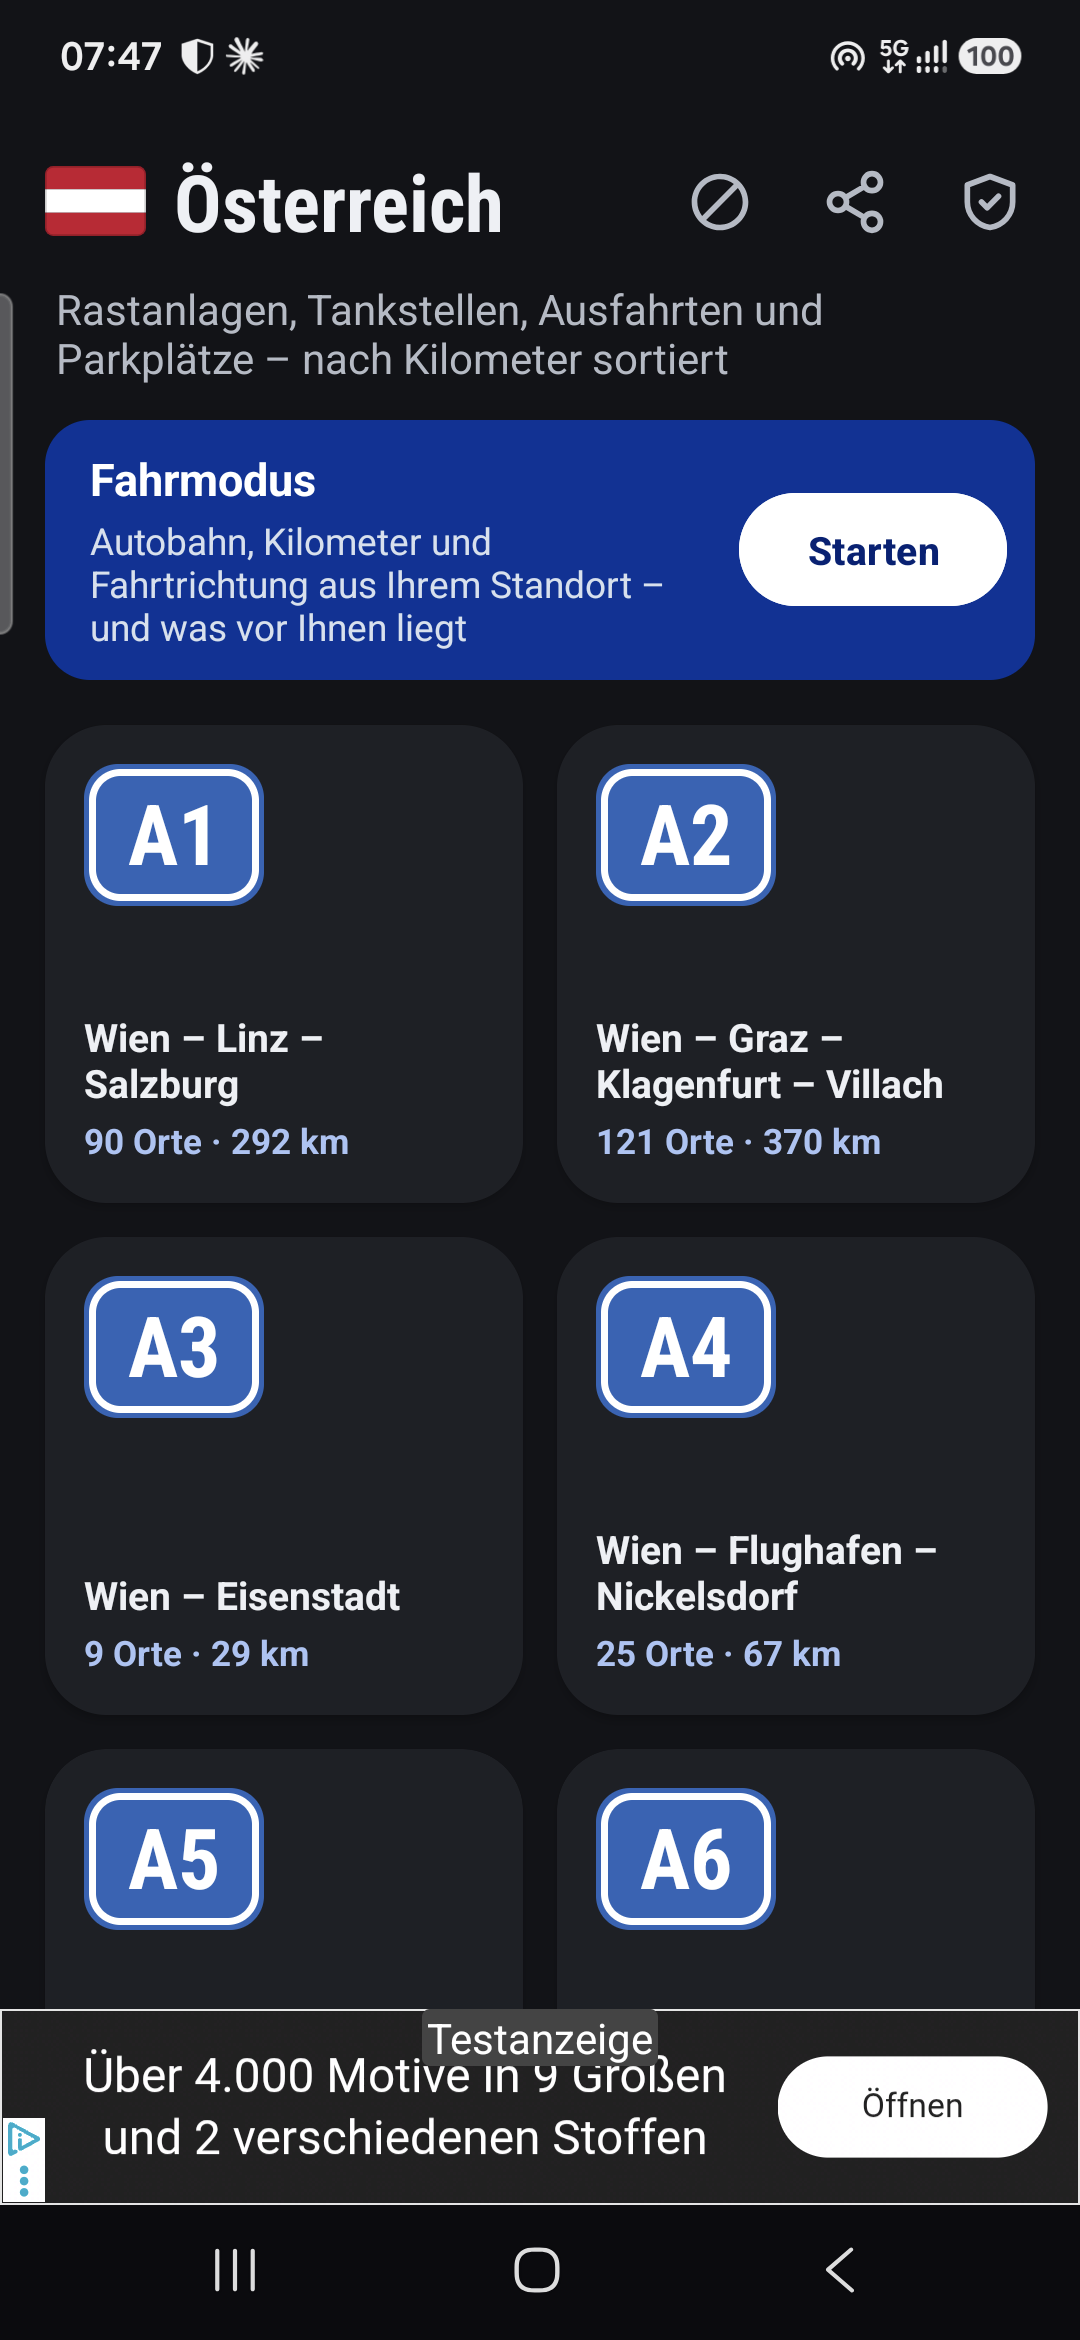 07:47
5G
100
Österreich
Rastanlagen, Tankstellen, Ausfahrten und
Parkplätze – nach Kilometer sortiert
Fahrmodus
Autobahn, Kilometer und
Fahrtrichtung aus Ihrem Standort –
und was vor Ihnen liegt
Starten
A1
Wien – Linz –
Salzburg
90 Orte · 292 km
A2
Wien – Graz –
Klagenfurt – Villach
121 Orte · 370 km
A3
Wien – Eisenstadt
9 Orte · 29 km
A4
Wien – Flughafen –
Nickelsdorf
25 Orte · 67 km
A5
A6
Testanzeige
Über 4.000 Motive in 9 Größen
und 2 verschiedenen Stoffen
Öffnen